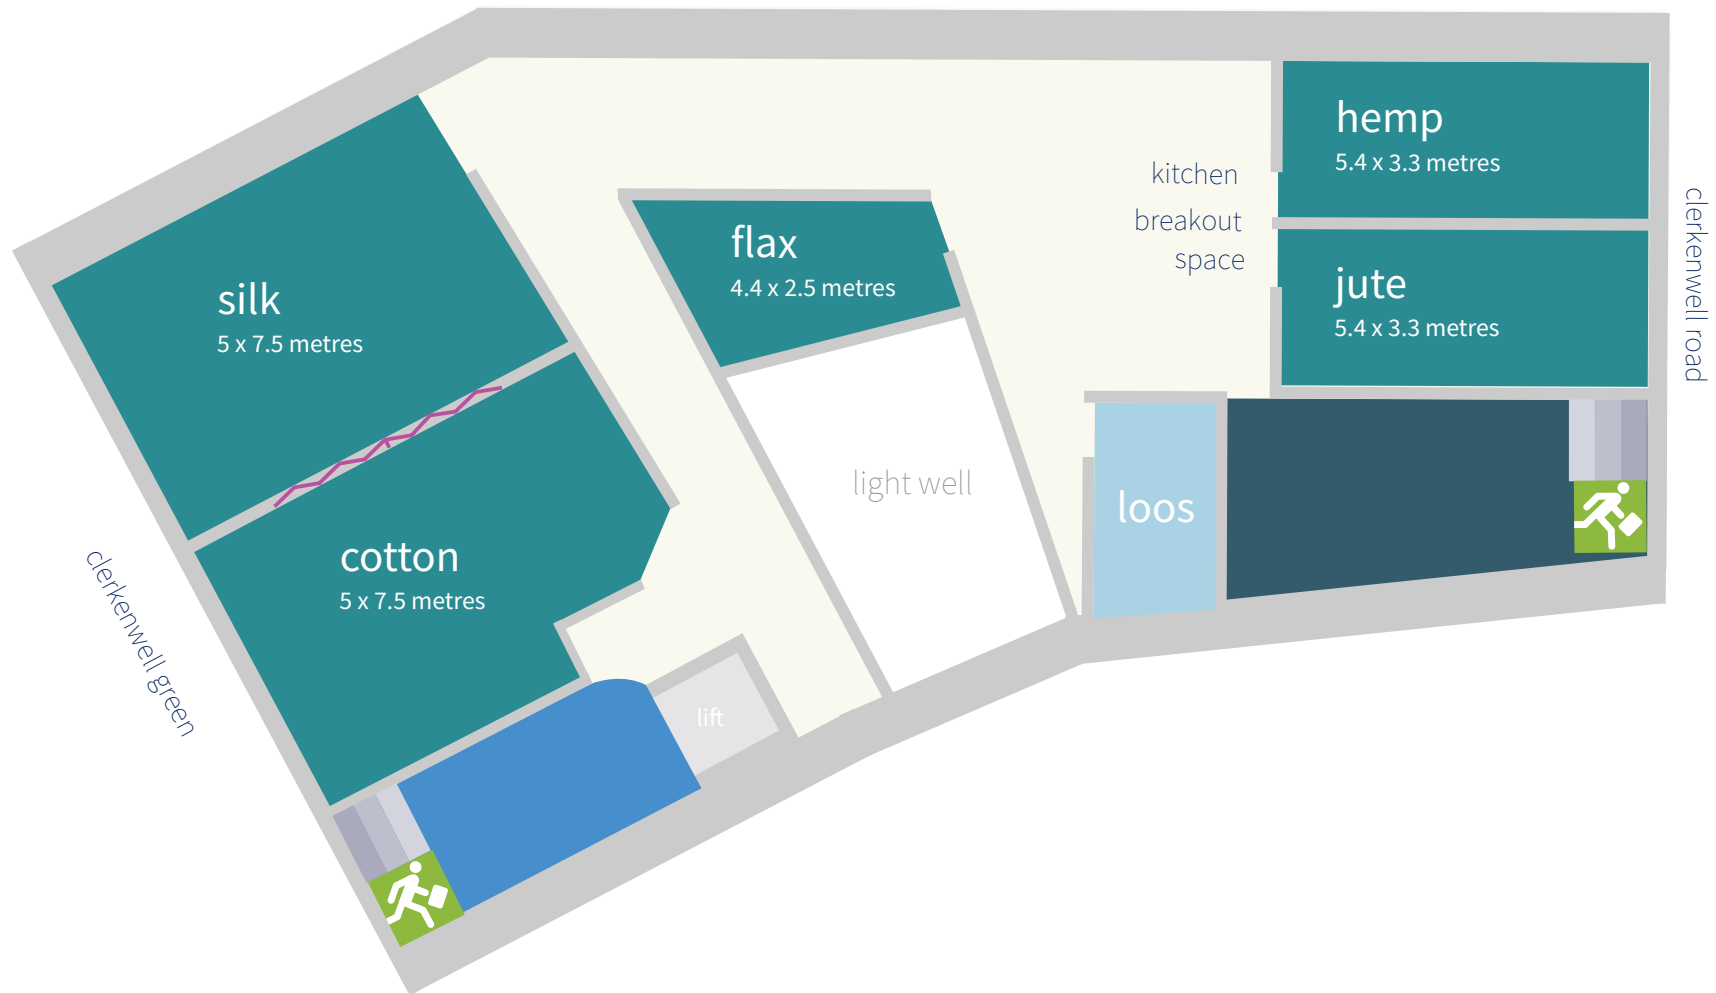 silk
5 x 7.5 metres
cotton
5 x 7.5 metres
clerkenwell green
flax
4.4 x 2.5 metres
light well
lift
kitchen
breakout
space
loos
hemp
5.4 x 3.3 metres
jute
5.4 x 3.3 metres
clerkenwell road